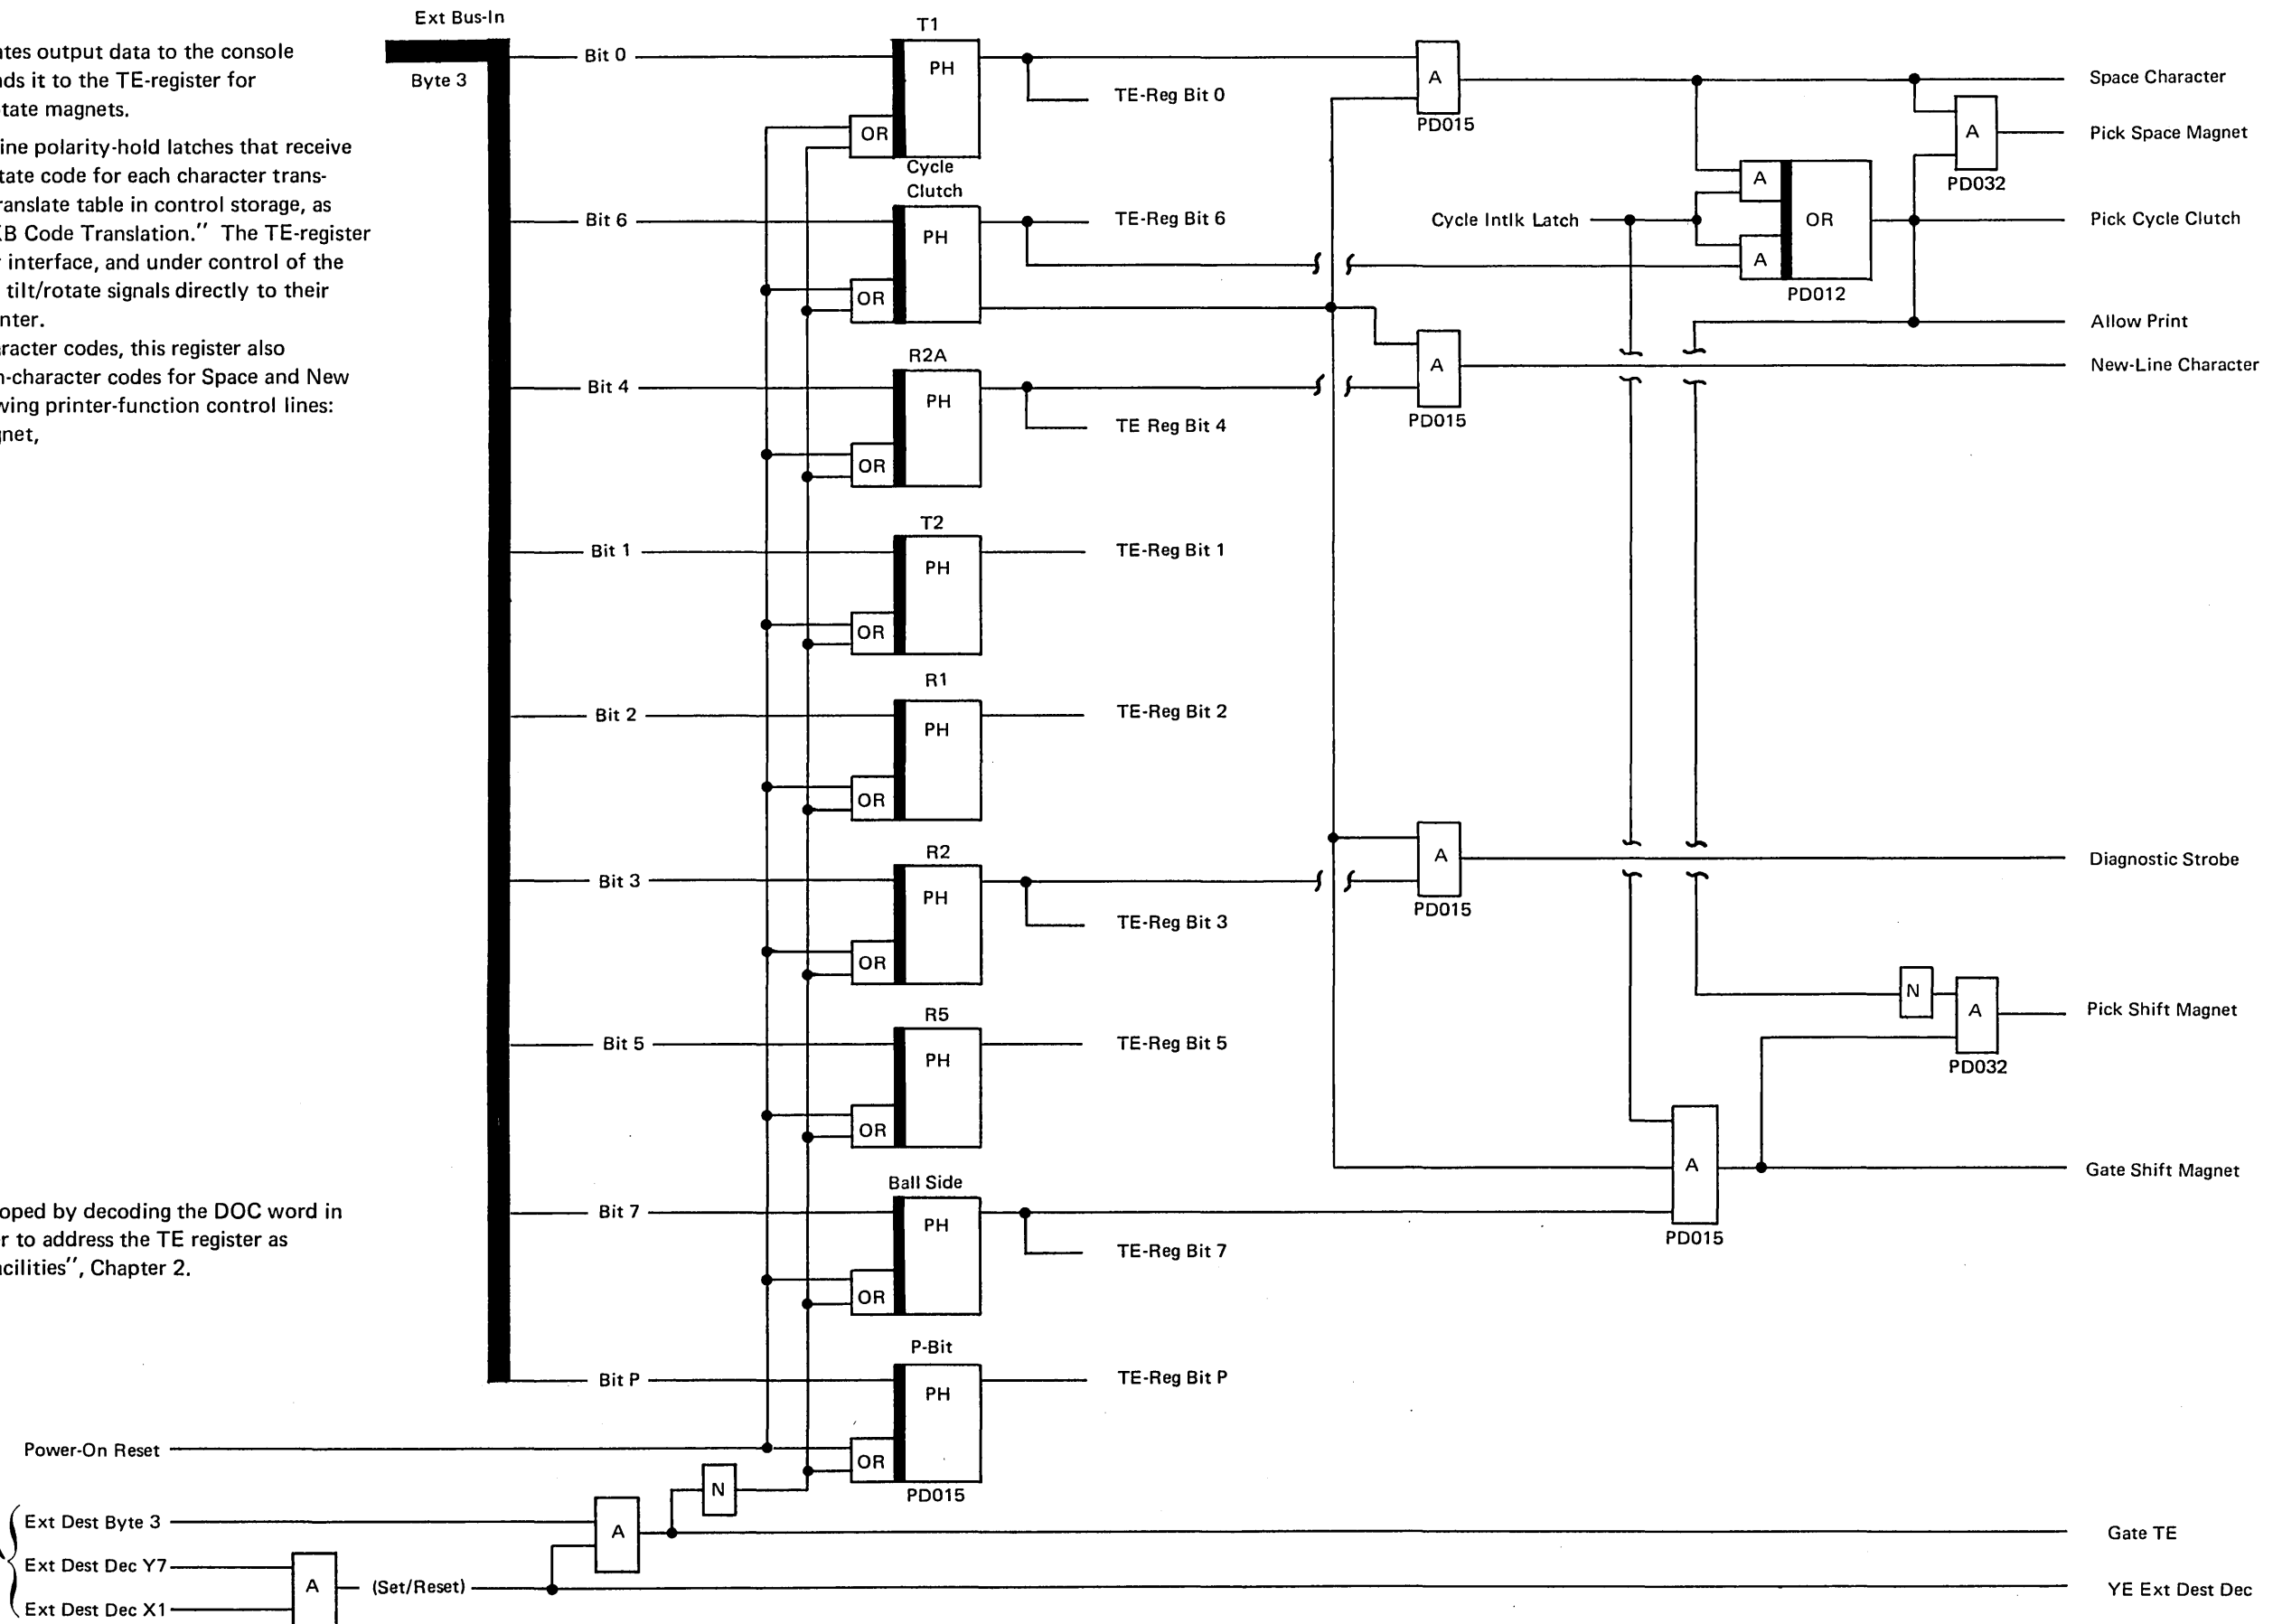 ates output data to the console
nds it to the TE-register for
otate magnets.
ine polarity-hold latches that receive
tate code for each character trans-
ranslate table in control storage, as
KB Code Translation." The TE-register
r interface, and under control of the
tilt/rotate signals directly to their
inter.
aracter codes, this register also
n-character codes for Space and New
wing printer-function control lines:
gnet,
oped by decoding the DOC word in
er to address the TE register as
acilities", Chapter 2.
Ext Bus-In
Byte 3
Bit 0
T1
PH
OR
TE-Reg Bit 0
A
PD015
Space Character
A
PD032
Pick Space Magnet
Cycle
Clutch
Bit 6
PH
OR
TE-Reg Bit 6
Cycle Intlk Latch
A
A
OR
PD012
Pick Cycle Clutch
Allow Print
R2A
Bit 4
PH
OR
TE Reg Bit 4
A
PD015
New-Line Character
T2
Bit 1
PH
OR
TE-Reg Bit 1
R1
Bit 2
PH
OR
TE-Reg Bit 2
R2
Bit 3
PH
OR
TE-Reg Bit 3
A
PD015
Diagnostic Strobe
R5
Bit 5
PH
OR
TE-Reg Bit 5
N
A
PD032
Pick Shift Magnet
Ball Side
Bit 7
PH
OR
TE-Reg Bit 7
A
PD015
Gate Shift Magnet
P-Bit
Bit P
PH
OR
PD015
TE-Reg Bit P
Power-On Reset
N
Ext Dest Byte 3
A
Gate TE
Ext Dest Dec Y7
Ext Dest Dec X1
A
(Set/Reset)
YE Ext Dest Dec